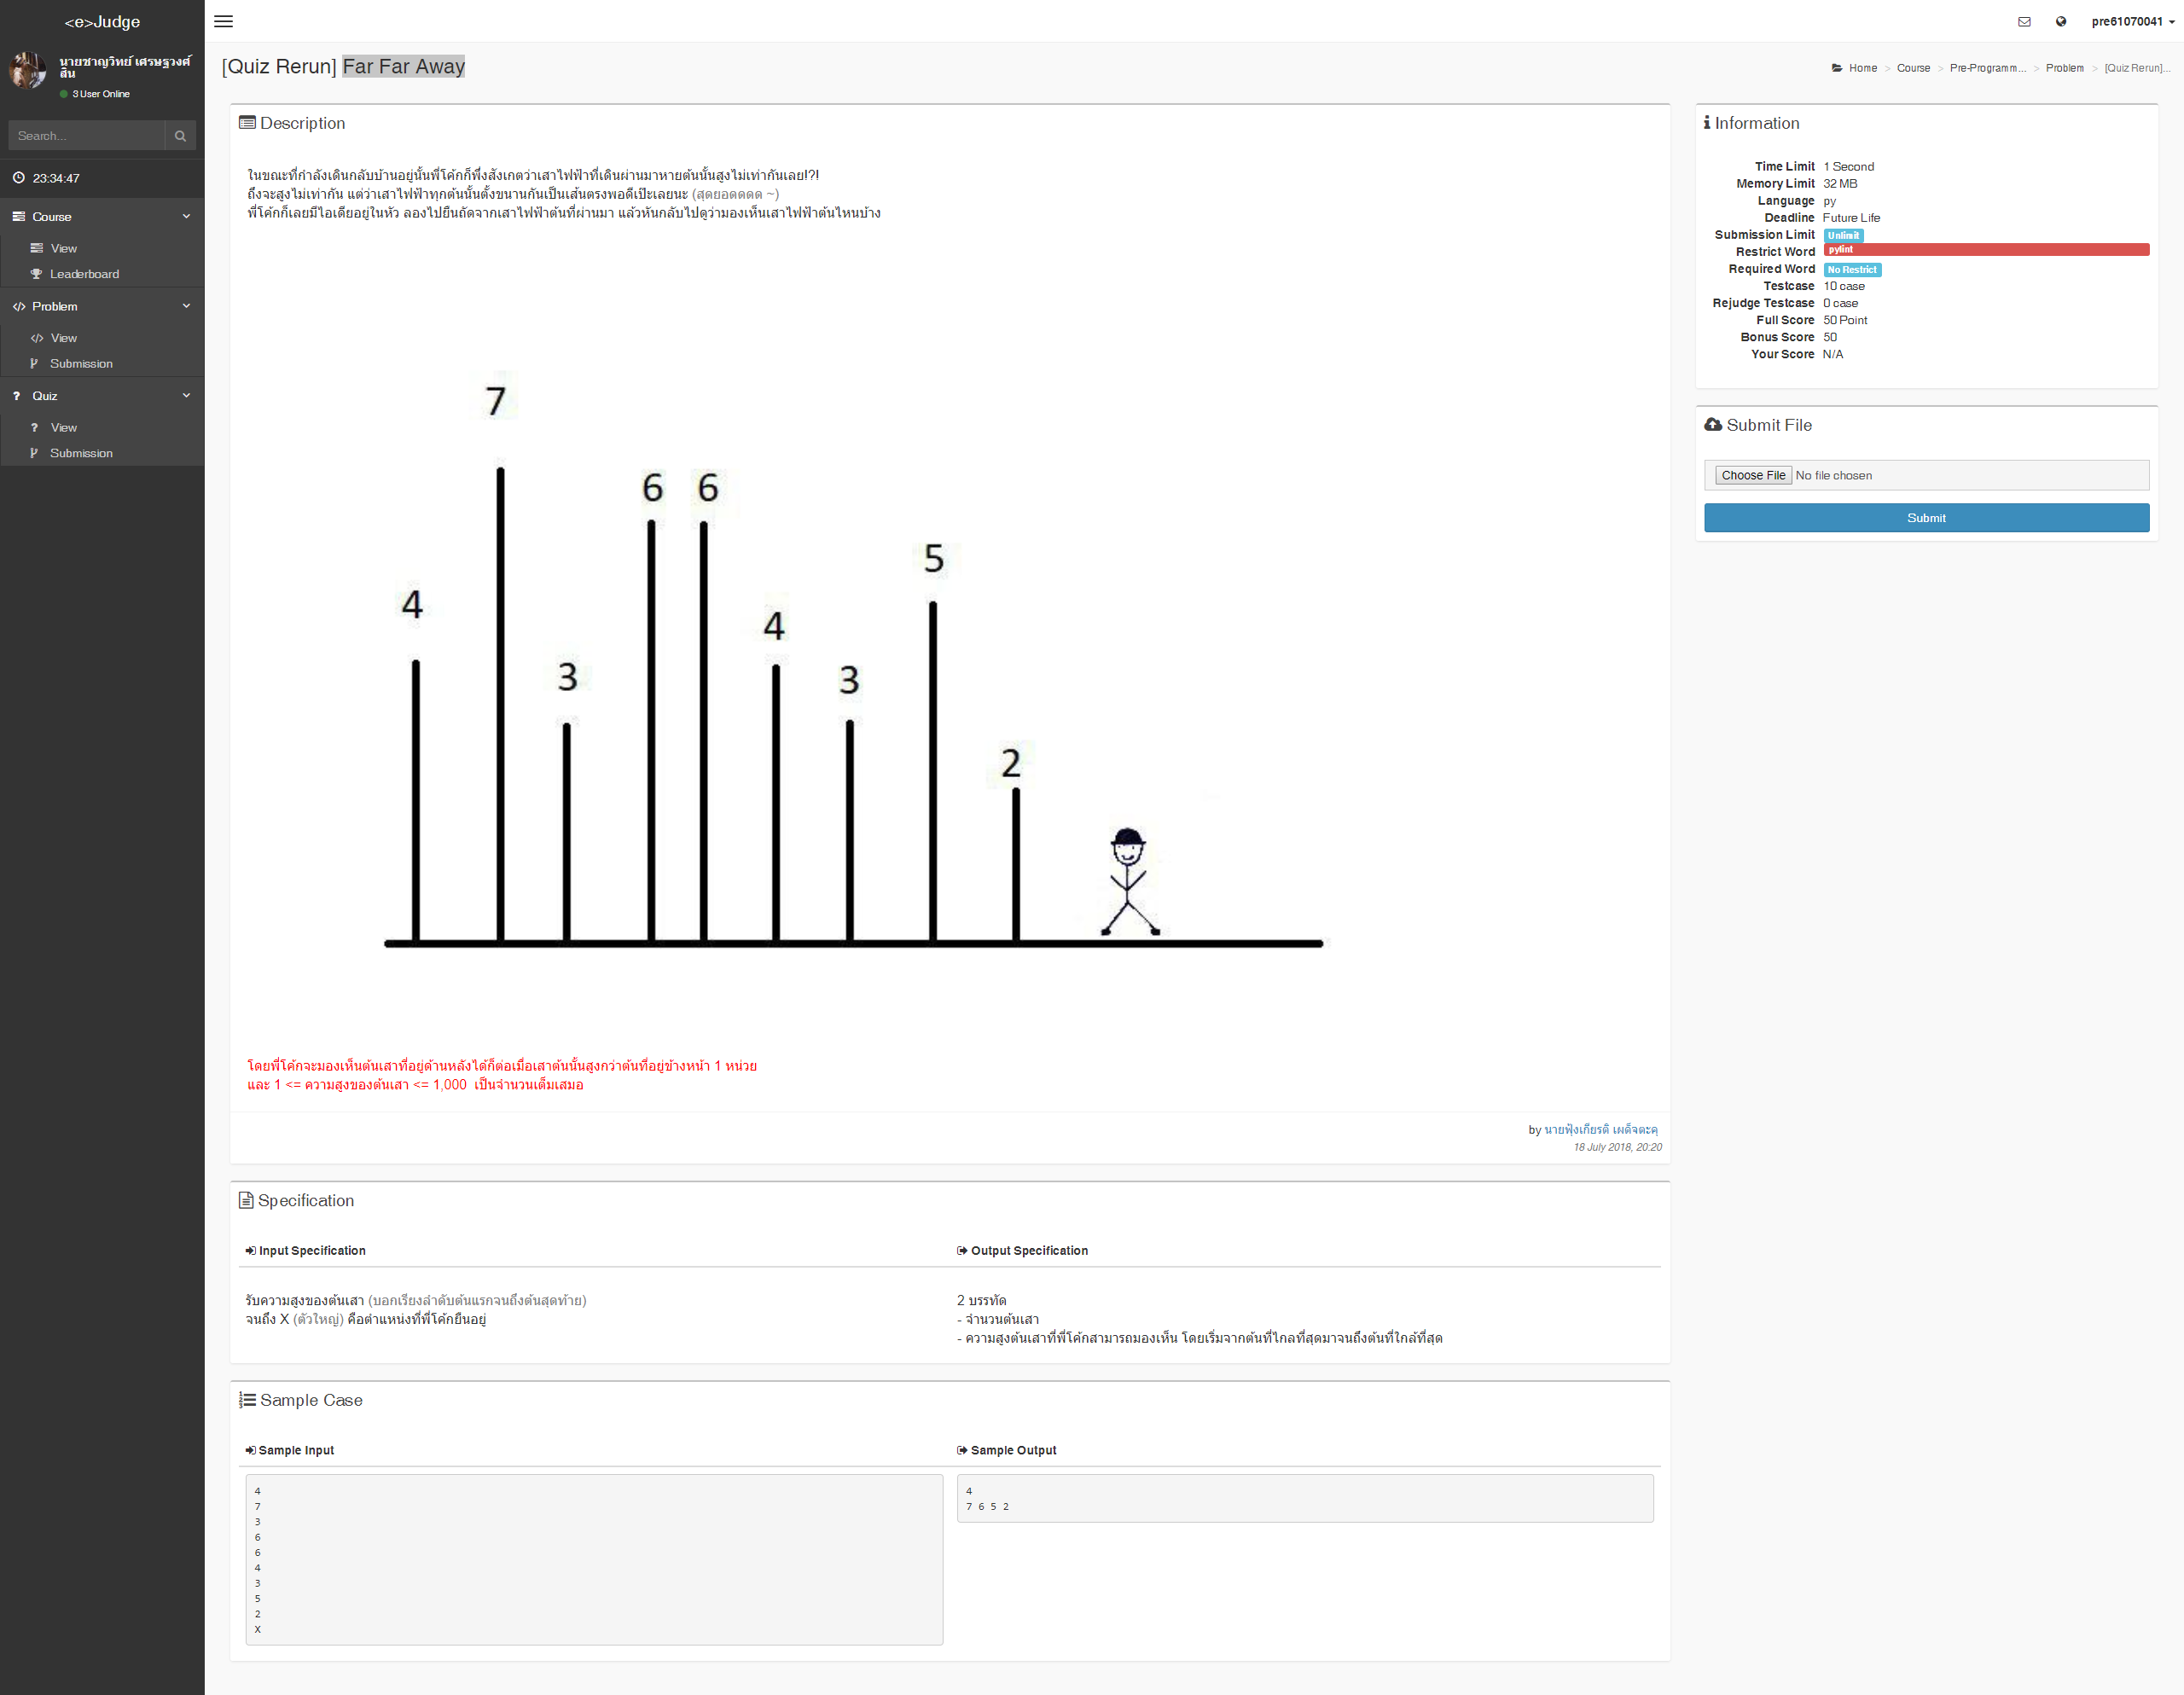 <e>Judge
pre61070041
นายชาญวิทย์ เศรษฐวงศ์
สิน
3 User Online
Search...
23:34:47
Course
View
Leaderboard
Problem
View
Submission
Quiz
View
Submission
[Quiz Rerun] Far Far Away
Home > Course > Pre-Programm... > Problem > [Quiz Rerun]...
Description
ในขณะที่กำลังเดินกลับบ้านอยู่นั้นพี่โค้กก็พึ่งสังเกตว่าเสาไฟฟ้าที่เดินผ่านมาหายต้นนั้นสูงไม่เท่ากันเลย!?!
ถึงจะสูงไม่เท่ากัน แต่ว่าเสาไฟฟ้าทุกต้นนั้นตั้งขนานกันเป็นเส้นตรงพอดีเป๊ะเลยนะ (สุดยอดดดด ~)
พี่โค้กก็เลยมีไอเดียอยู่ในหัว ลองไปยืนถัดจากเสาไฟฟ้าต้นที่ผ่านมา แล้วหันกลับไปดูว่ามองเห็นเสาไฟฟ้าต้นไหนบ้าง
4
7
3
6
6
4
3
5
2
โดยพี่โค้กจะมองเห็นต้นเสาที่อยู่ด้านหลังได้ก็ต่อเมื่อเสาต้นนั้นสูงกว่าต้นที่อยู่ข้างหน้า 1 หน่วย
และ 1 <= ความสูงของต้นเสา <= 1,000 เป็นจำนวนเต็มเสมอ
by นายฟุ้งเกียรติ เผด็จตะคุ
18 July 2018, 20:20
Specification
Input Specification
รับความสูงของต้นเสา (บอกเรียงลำดับต้นแรกจนถึงต้นสุดท้าย)
จนถึง X (ตัวใหญ่) คือตำแหน่งที่พี่โค้กยืนอยู่
Output Specification
2 บรรทัด
- จำนวนต้นเสา
- ความสูงต้นเสาที่พี่โค้กสามารถมองเห็น โดยเริ่มจากต้นที่ไกลที่สุดมาจนถึงต้นที่ใกล้ที่สุด
Sample Case
Sample Input
4
7
3
6
6
4
3
5
2
X
Sample Output
4
7 6 5 2
Information
Time Limit 1 Second
Memory Limit 32 MB
Language py
Deadline Future Life
Submission Limit Unlimit
Restrict Word pylint
Required Word No Restrict
Testcase 10 case
Rejudge Testcase 0 case
Full Score 50 Point
Bonus Score 50
Your Score N/A
Submit File
Choose File No file chosen
Submit